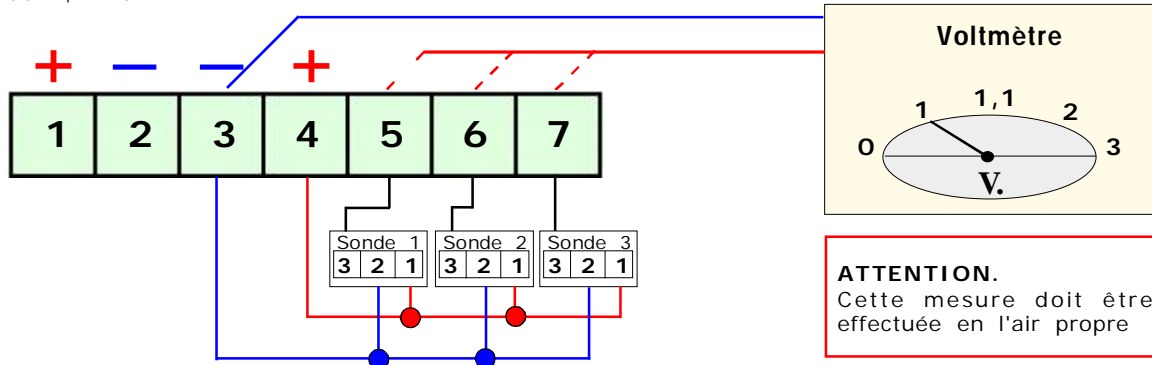 Voltmètre
0 1 1,1 2 3
V.
+ − − +
1 2 3 4 5 6 7
Sonde 1 Sonde 2 Sonde 3
3 2 1 3 2 1 3 2 1
ATTENTION.
Cette mesure doit être
effectuée en l'air propre